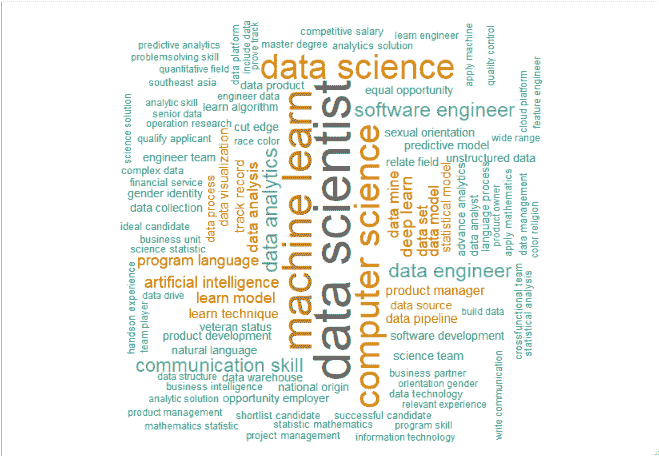 competitive salary
learn engineer
predictive analytics
data platform
include data
prove track
master degree
analytics solution
problemsolving skill
quantitative field
data science
apply machine
quality control
southeast asia
data product
equal opportunity
cloud platform
feature engineer
engineer data
analytic skill
learn algorithm
software engineer
senior data
science solution
operation research
cut edge
sexual orientation
wide range
qualify applicant
race color
predictive model
engineer team
data visualization
relate field
unstructured data
complex data
financial service
gender identity
data process
track record
data analysis
data analytics
machine learn
data scientist
computer science
data mine
deep learn
data set
data model
statistical model
advance analytics
data analyst
language process
product owner
apply mathematics
data management
color religion
data collection
ideal candidate
business unit
science statistic
program language
data engineer
artificial intelligence
product manager
handson experience
team player
data drive
learn model
data source
build data
crossfunctional team
statistical analysis
learn technique
data pipeline
veteran status
product development
software development
natural language
science team
communication skill
business partner
data structure
data warehouse
orientation gender
business intelligence
national origin
data technology
analytic solution
opportunity employer
relevant experience
write communication
product management
shortlist candidate
successful candidate
mathematics statistic
statistic mathematics
program skill
project management
information technology